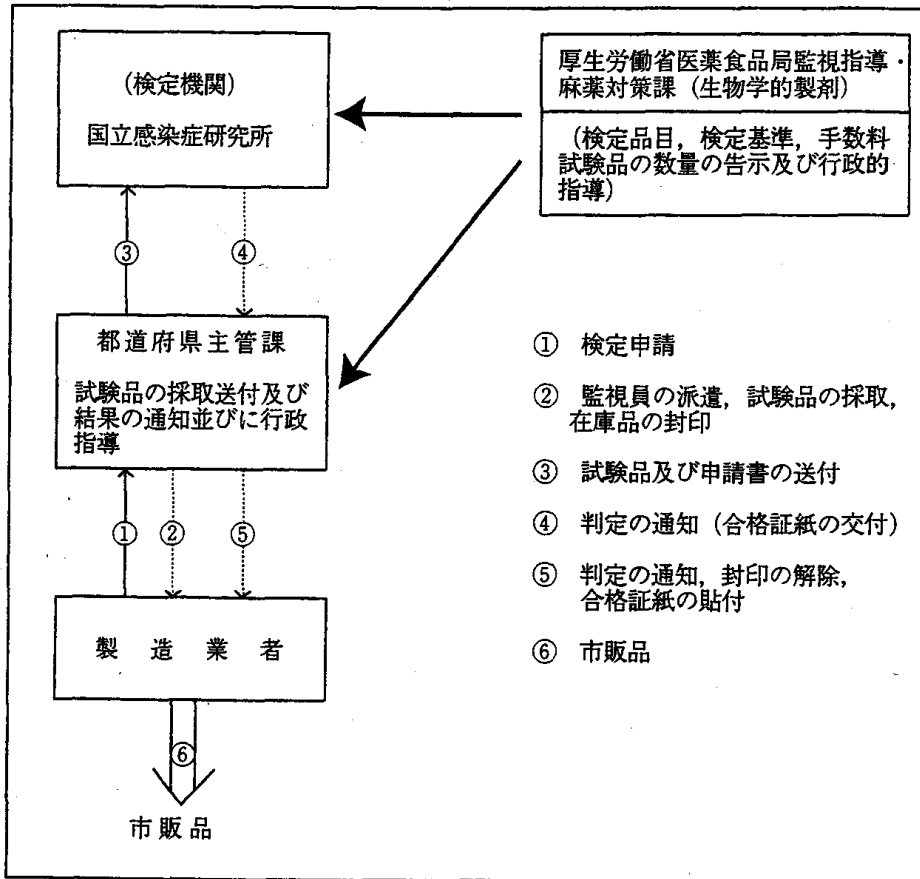 (検定機関)
国立感染症研究所
厚生労働省医薬食品局監視指導・
麻薬対策課(生物学的製剤)
(検定品目,検定基準,手数料
試験品の数量の告示及び行政的
指導)
③
④
都道府県主管課
試験品の採取送付及び
結果の通知並びに行政
指導
①
②
⑤
製造業者
⑥
市販品
① 検定申請
② 監視員の派遣,試験品の採取,
在庫品の封印
③ 試験品及び申請書の送付
④ 判定の通知(合格証紙の交付)
⑤ 判定の通知,封印の解除,
合格証紙の貼付
⑥ 市販品